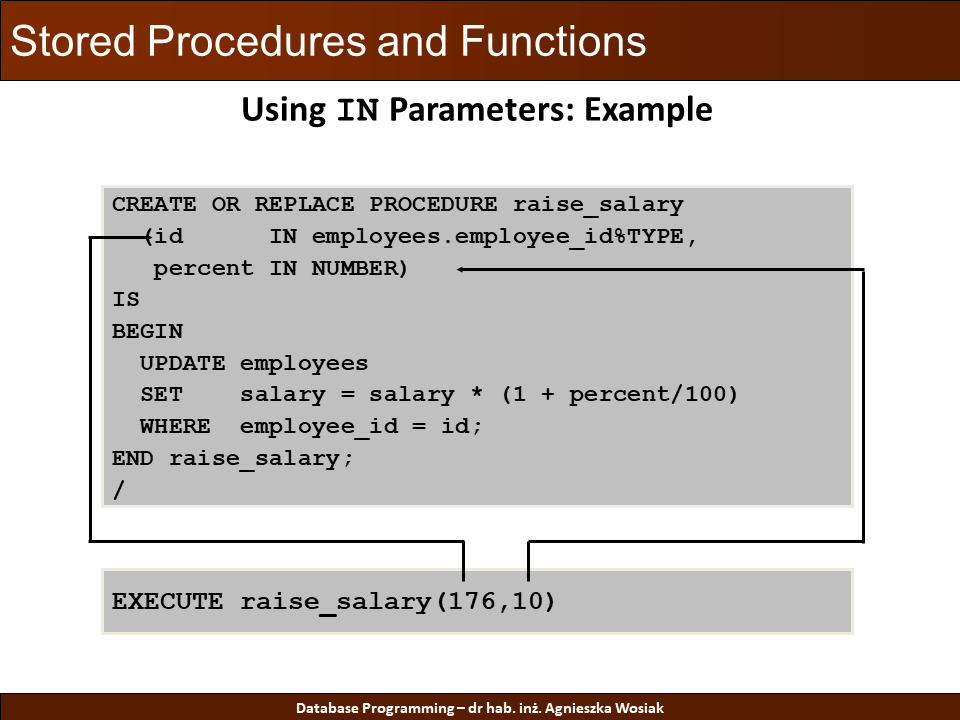 Stored Procedures and Functions
Using IN Parameters: Example
CREATE OR REPLACE PROCEDURE raise_salary
(id      IN employees.employee_id%TYPE,
percent IN NUMBER)
IS
BEGIN
UPDATE employees
SET    salary = salary * (1 + percent/100)
WHERE  employee_id = id;
END raise_salary;
/
EXECUTE raise_salary(176,10)
Database Programming – dr hab. inż. Agnieszka Wosiak